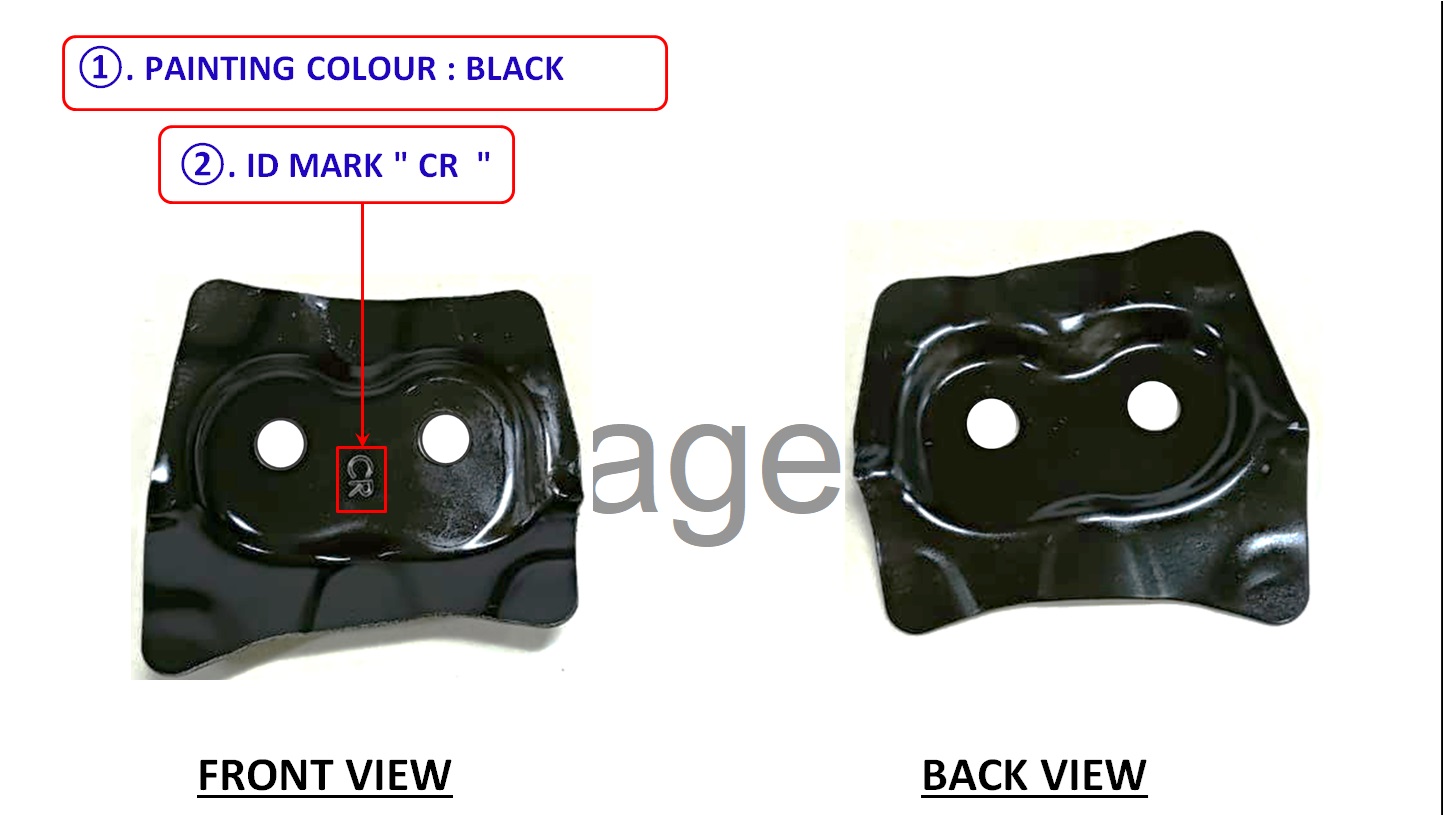 ①. PAINTING COLOUR : BLACK
②. ID MARK " CR  "
CR
age
FRONT VIEW
BACK VIEW